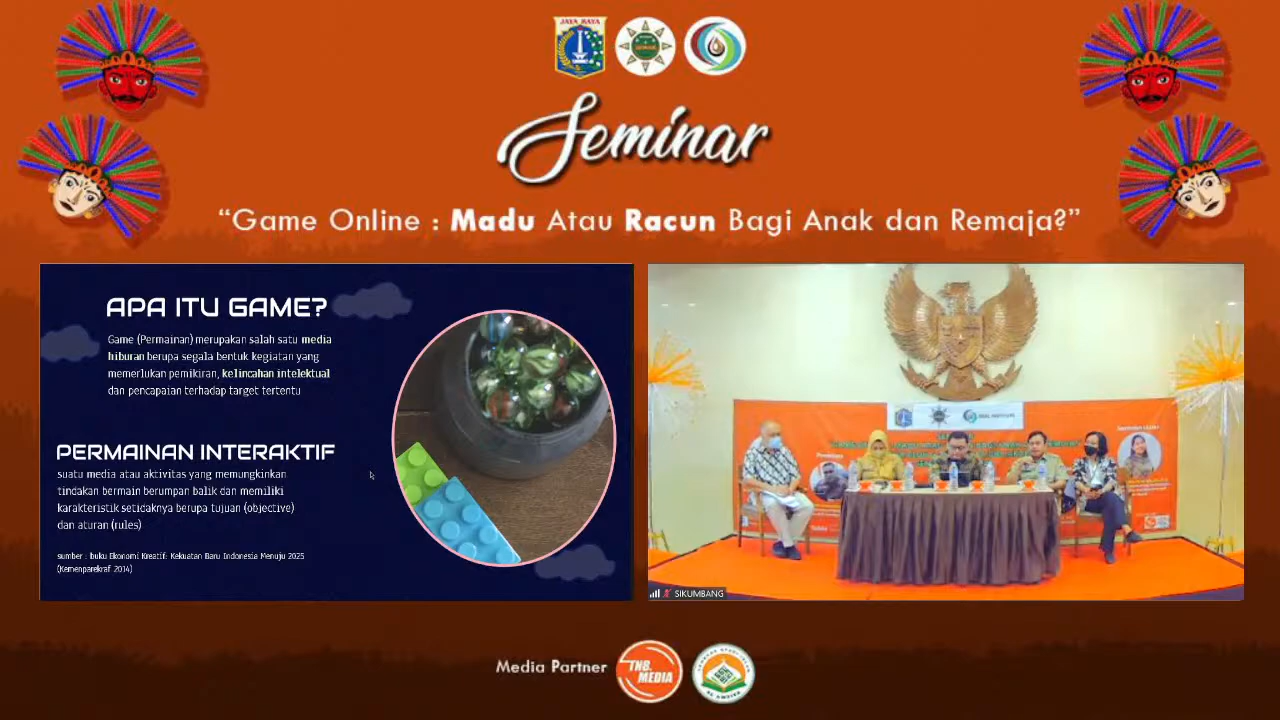 JAYA RAYA
Seminar
“Game Online : Madu Atau Racun Bagi Anak dan Remaja?”
APA ITU GAME?
Game (Permainan) merupakan salah satu media
hiburan berupa segala bentuk kegiatan yang
memerlukan pemikiran, kelincahan intelektual
dan pencapaian terhadap target tertentu
PERMAINAN INTERAKTIF
suatu media atau aktivitas yang memungkinkan
tindakan bermain berumpan balik dan memiliki
karakteristik setidaknya berupa tujuan (objective)
dan aturan (rules)
sumber : buku Ekonomi Kreatif: Kekuatan Baru Indonesia Menuju 2025
(Kemenparekraf 2014)
SIKUMBANG
Media Partner
TNB.
MEDIA